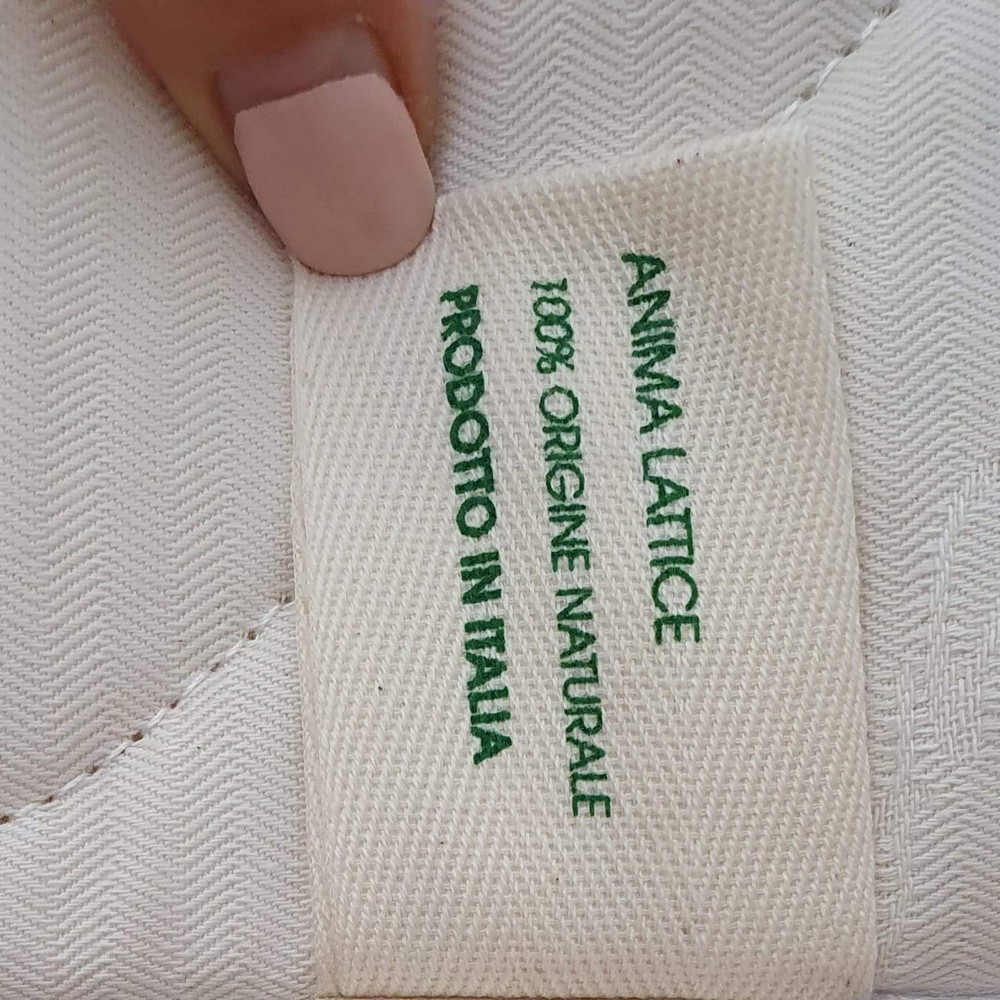 ANIMA LATTICE
100% ORIGINE NATURALE
PRODOTTO IN ITALIA